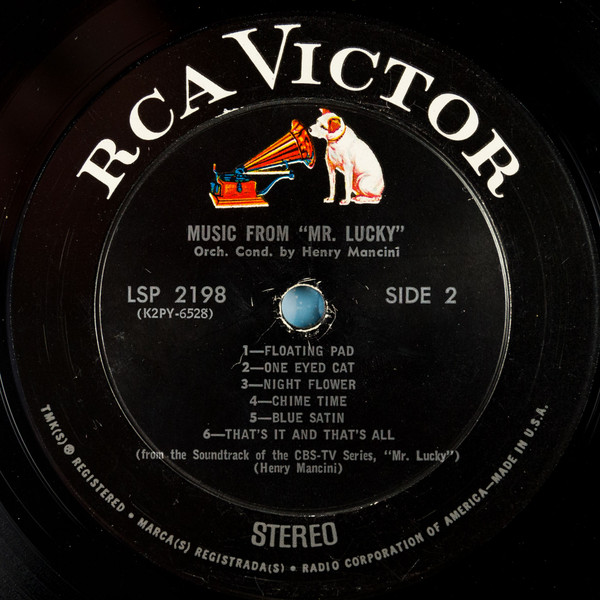 RCA VICTOR
MUSIC FROM "MR. LUCKY"
Orch. Cond. by Henry Mancini
LSP 2198
SIDE 2
(K2PY-6528)
1—FLOATING PAD
2—ONE EYED CAT
3—NIGHT FLOWER
4—CHIME TIME
5—BLUE SATIN
6—THAT'S IT AND THAT'S ALL
(from the Soundtrack of the CBS-TV Series, "Mr. Lucky")
(Henry Mancini)
STEREO
TMK(S) ® REGISTERED • MARCA(S) REGISTRADA(S) • RADIO CORPORATION OF AMERICA—MADE IN U.S.A.